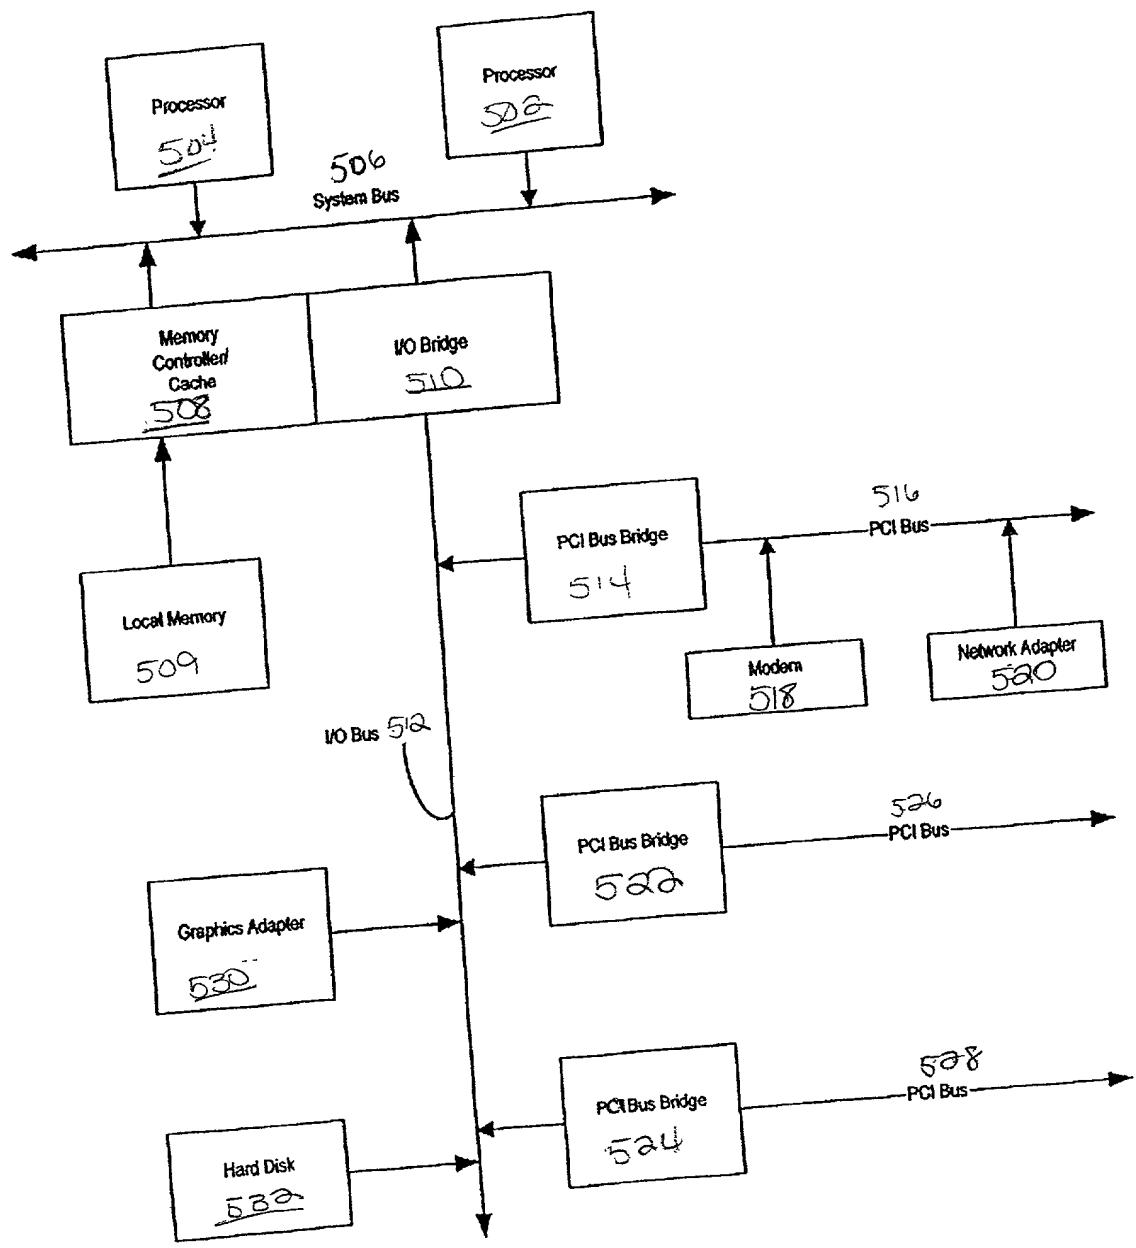 Processor
502
Processor
504
506
System Bus
Memory
Controller/
Cache
508
I/O Bridge
510
516
PCI Bus
PCI Bus Bridge
514
Local Memory
509
Modem
518
Network Adapter
520
I/O Bus 512
526
PCI Bus
PCI Bus Bridge
522
Graphics Adapter
530
528
PCI Bus
PCI Bus Bridge
524
Hard Disk
532